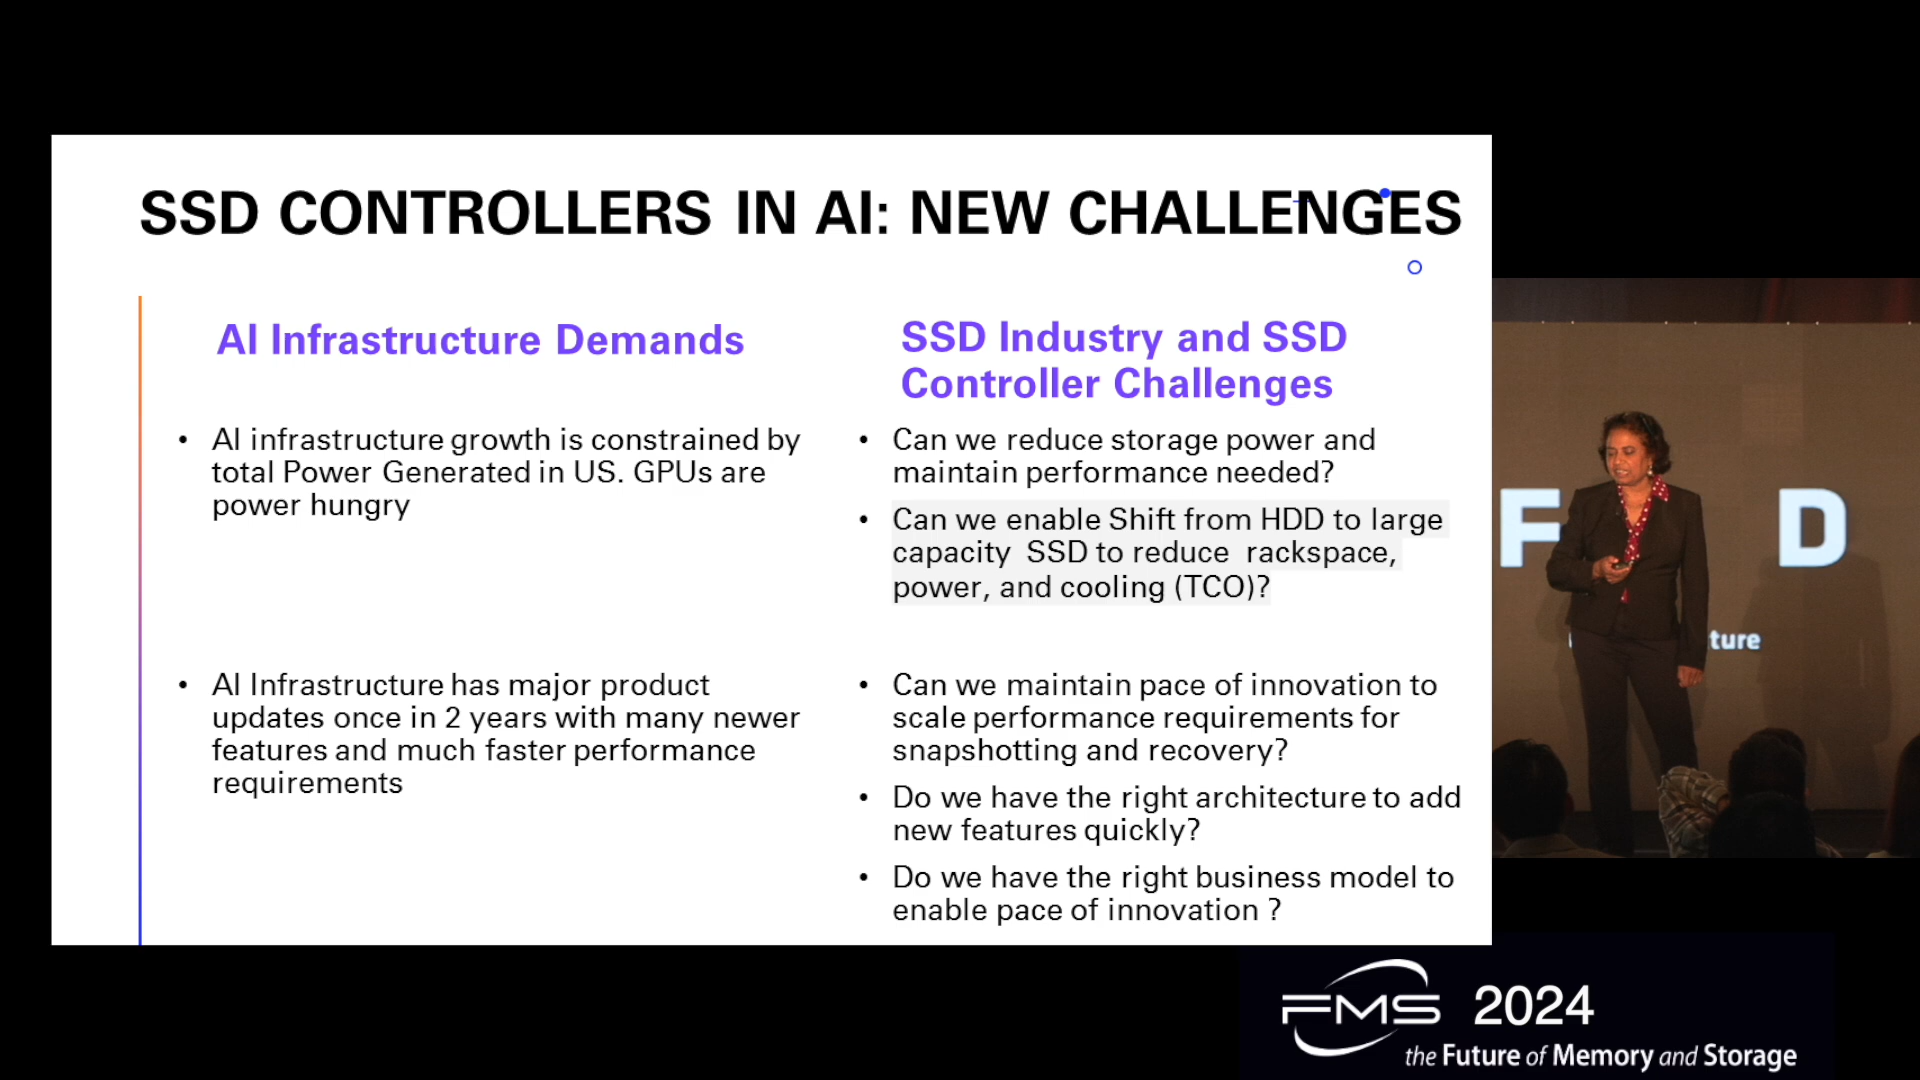 SSD CONTROLLERS IN AI: NEW CHALLENGES
AI Infrastructure Demands
• AI infrastructure growth is constrained by
total Power Generated in US. GPUs are
power hungry
• AI Infrastructure has major product
updates once in 2 years with many newer
features and much faster performance
requirements
SSD Industry and SSD
Controller Challenges
• Can we reduce storage power and
maintain performance needed?
• Can we enable Shift from HDD to large
capacity SSD to reduce rackspace,
power, and cooling (TCO)?
• Can we maintain pace of innovation to
scale performance requirements for
snapshotting and recovery?
• Do we have the right architecture to add
new features quickly?
• Do we have the right business model to
enable pace of innovation ?
F D
ture
FMS 2024
the Future of Memory and Storage